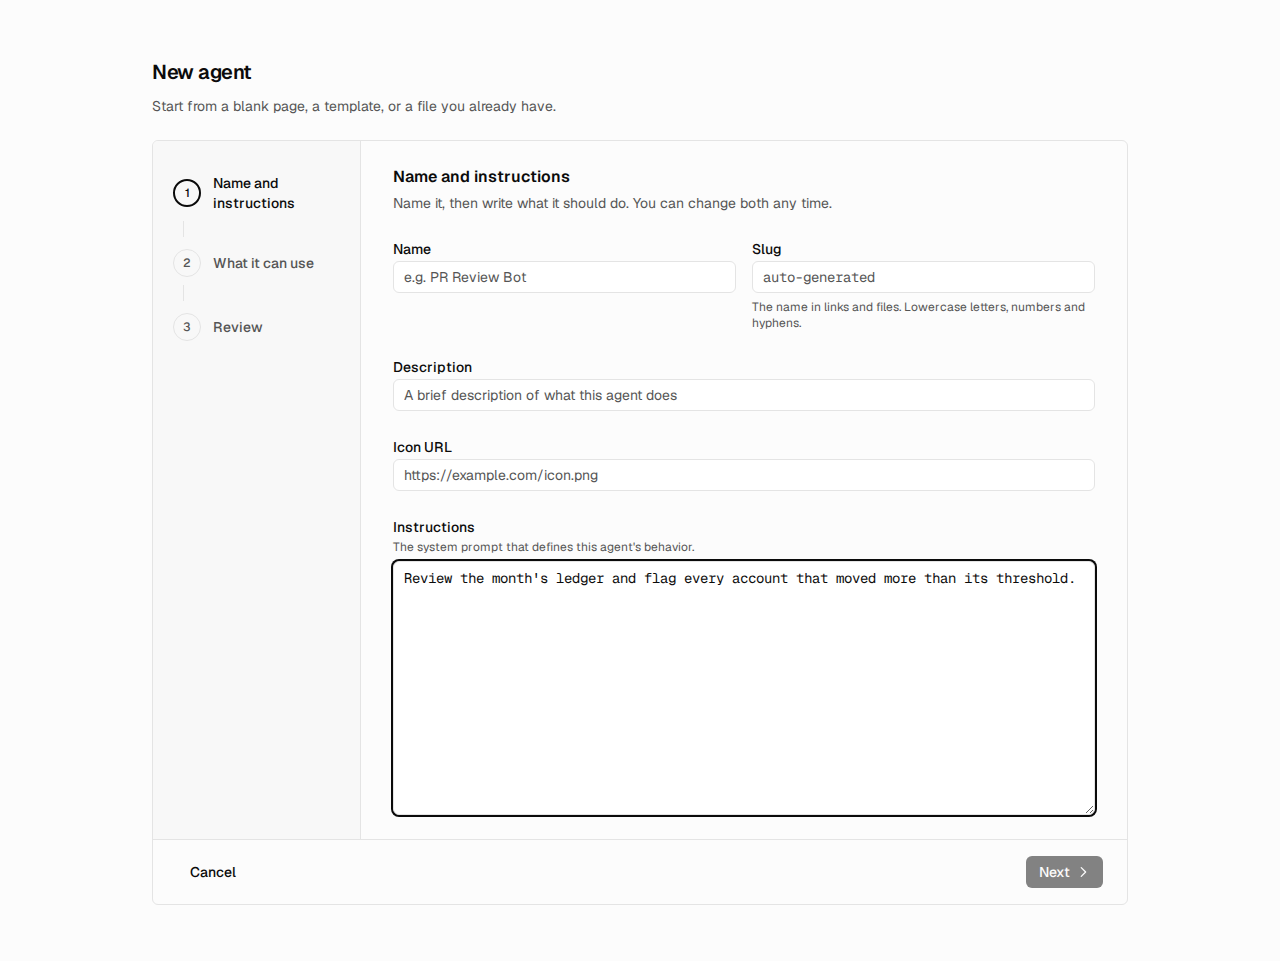 New agent
Start from a blank page, a template, or a file you already have.
1
Name and
instructions
2
What it can use
3
Review
Name and instructions
Name it, then write what it should do. You can change both any time.
Name
e.g. PR Review Bot
Slug
auto-generated
The name in links and files. Lowercase letters, numbers and
hyphens.
Description
A brief description of what this agent does
Icon URL
https://example.com/icon.png
Instructions
The system prompt that defines this agent's behavior.
Review the month's ledger and flag every account that moved more than its threshold.
Cancel
Next